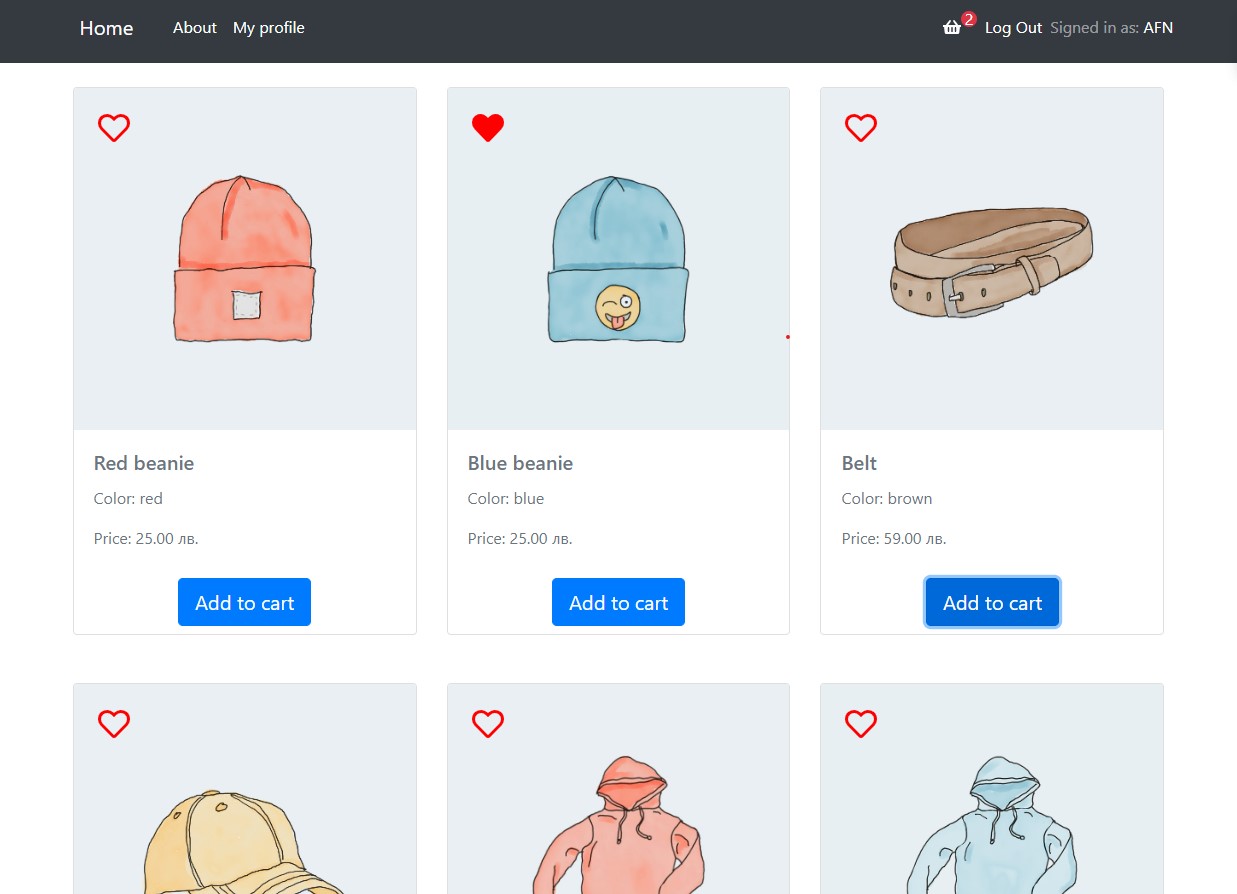 Home About My profile 2 Log Out Signed in as: AFN
Red beanie
Color: red
Price: 25.00 лв.
Add to cart
Blue beanie
Color: blue
Price: 25.00 лв.
Add to cart
Belt
Color: brown
Price: 59.00 лв.
Add to cart